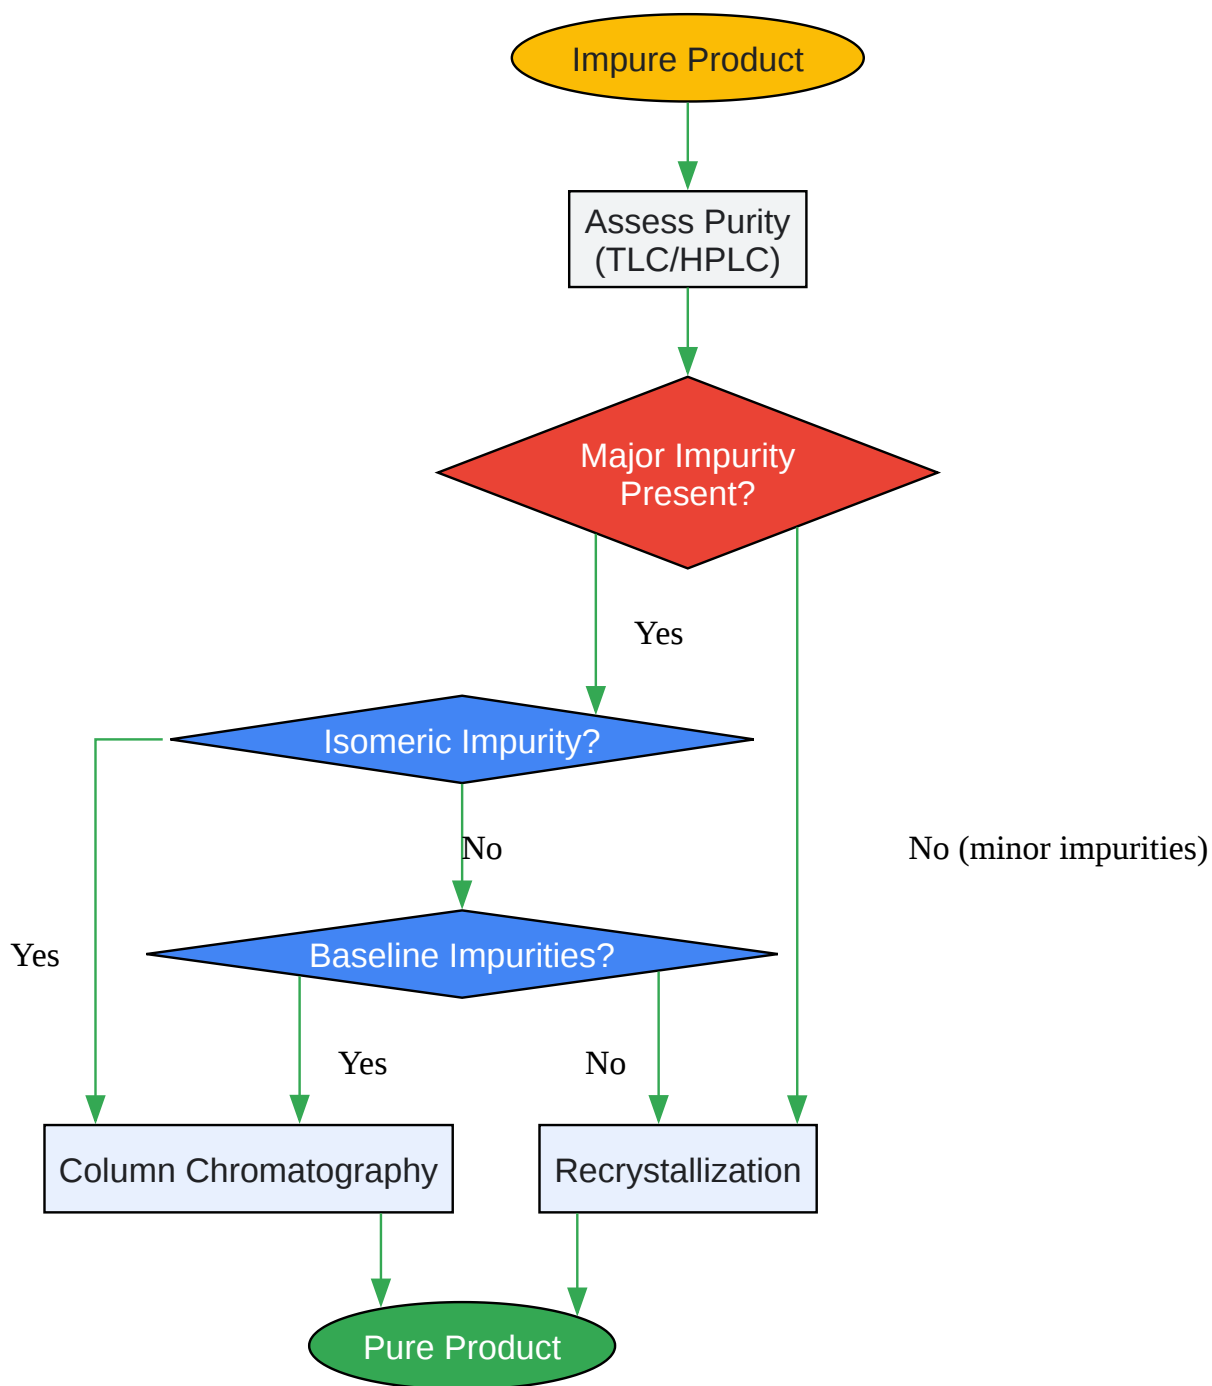 Impure Product
Assess Purity
(TLC/HPLC)
Major Impurity
Present?
Yes
Isomeric Impurity?
No
No (minor impurities)
Yes
Baseline Impurities?
Yes
No
Column Chromatography
Recrystallization
Pure Product